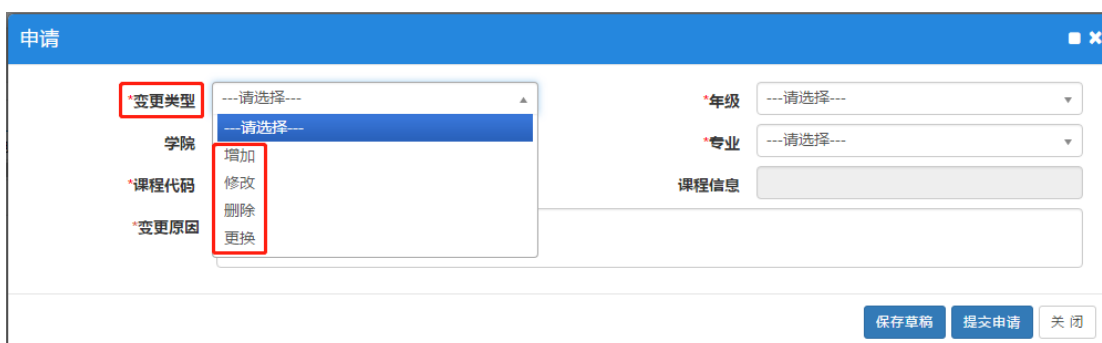 申请
*变更类型 ---请选择--- *年级 ---请选择---
---请选择---
学院 增加 *专业 ---请选择---
*课程代码 修改 课程信息
删除
*变更原因 更换
保存草稿 提交申请 关闭